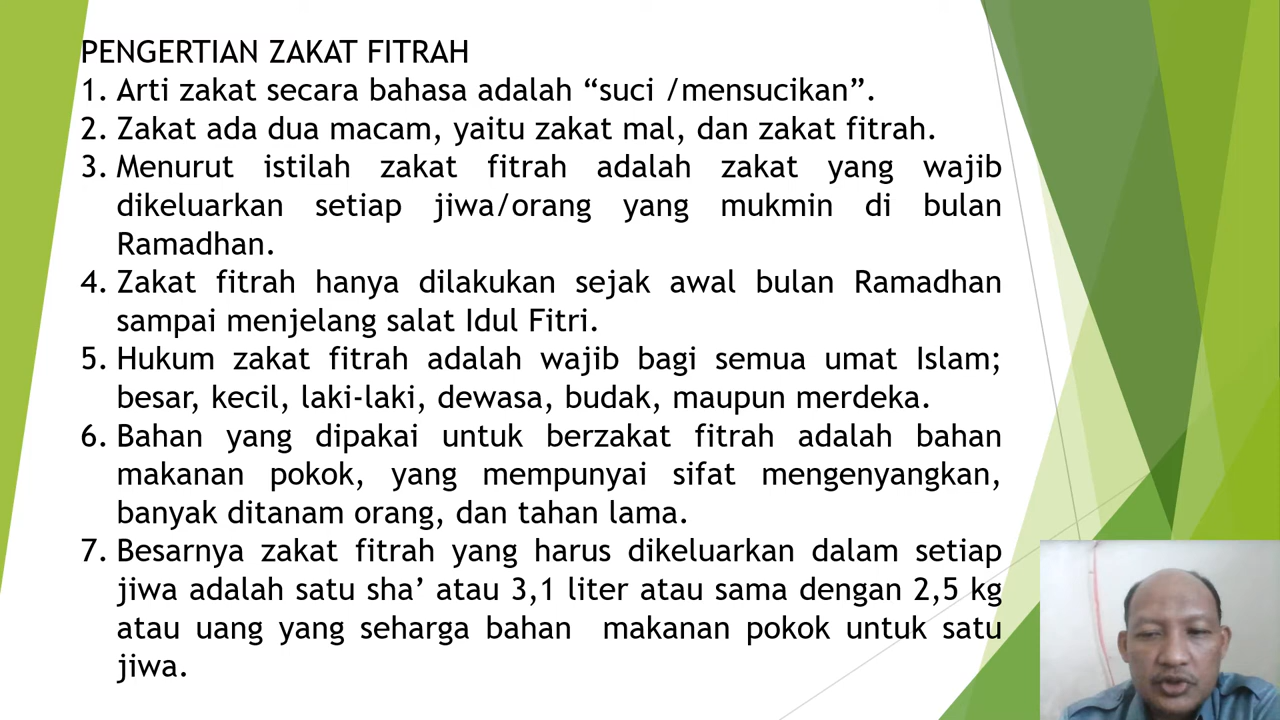 PENGERTIAN ZAKAT FITRAH
1. Arti zakat secara bahasa adalah “suci /mensucikan”.
2. Zakat ada dua macam, yaitu zakat mal, dan zakat fitrah.
3. Menurut istilah zakat fitrah adalah zakat yang wajib
dikeluarkan setiap jiwa/orang yang mukmin di bulan
Ramadhan.
4. Zakat fitrah hanya dilakukan sejak awal bulan Ramadhan
sampai menjelang salat Idul Fitri.
5. Hukum zakat fitrah adalah wajib bagi semua umat Islam;
besar, kecil, laki-laki, dewasa, budak, maupun merdeka.
6. Bahan yang dipakai untuk berzakat fitrah adalah bahan
makanan pokok, yang mempunyai sifat mengenyangkan,
banyak ditanam orang, dan tahan lama.
7. Besarnya zakat fitrah yang harus dikeluarkan dalam setiap
jiwa adalah satu sha’ atau 3,1 liter atau sama dengan 2,5 kg
atau uang yang seharga bahan makanan pokok untuk satu
jiwa.